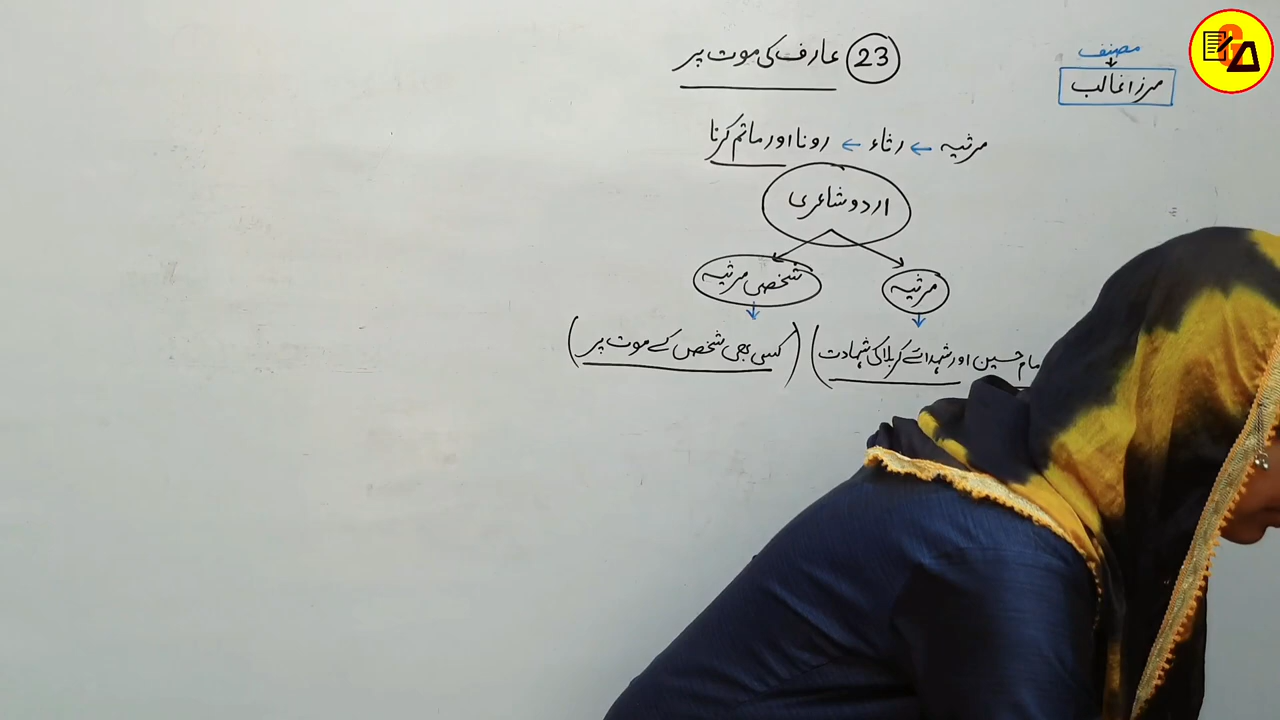 23 عارف کی موت پر
مصنف
مرزا غالب
مرثیہ ← رثاء ← رونا اور ماتم کرنا
اردو شاعری
مرثیہ
شخصی مرثیہ
مام حسین اور شہدائے کربلا کی شہادت)
(کسی بھی شخص کے موت پر)